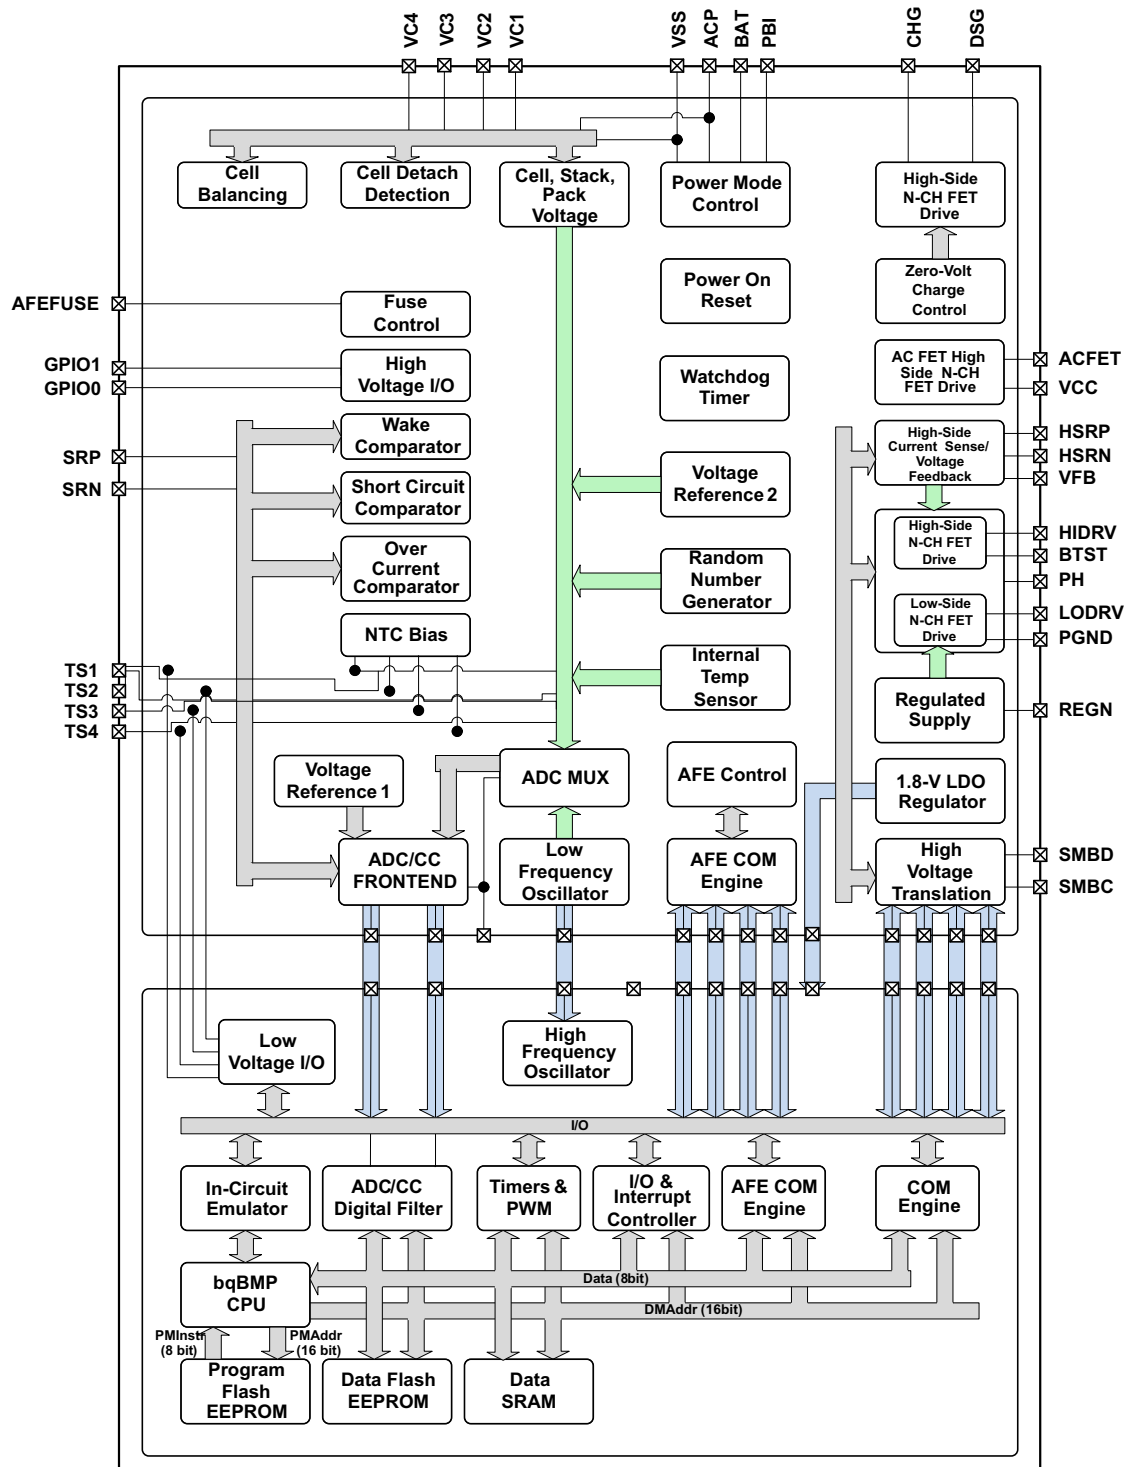 VC4
VC3
VC2
VC1
VSS
ACP
BAT
PBI
CHG
DSG
Cell
Balancing
Cell Detach
Detection
Cell, Stack,
Pack
Voltage
Power Mode
Control
High-Side
N-CH FET
Drive
Power On
Reset
Zero-Volt
Charge
Control
AFEFUSE
Fuse
Control
GPIO1
GPIO0
High
Voltage I/O
Watchdog
Timer
AC FET High
Side N-CH
FET Drive
ACFET
VCC
SRP
SRN
Wake
Comparator
Short Circuit
Comparator
Over
Current
Comparator
Voltage
Reference 2
High-Side
Current Sense/
Voltage
Feedback
HSRP
HSRN
VFB
High-Side
N-CH FET
Drive
HIDRV
BTST
PH
Random
Number
Generator
Low-Side
N-CH FET
Drive
LODRV
PGND
NTC Bias
TS1
TS2
TS3
TS4
Internal
Temp
Sensor
Regulated
Supply
REGN
Voltage
Reference 1
ADC MUX
AFE Control
1.8-V LDO
Regulator
ADC/CC
FRONTEND
Low
Frequency
Oscillator
AFE COM
Engine
High
Voltage
Translation
SMBD
SMBC
Low
Voltage I/O
High
Frequency
Oscillator
I/O
In-Circuit
Emulator
ADC/CC
Digital Filter
Timers &
PWM
I/O &
Interrupt
Controller
AFE COM
Engine
COM
Engine
bqBMP
CPU
Data (8bit)
DMAddr (16bit)
PMInstr
(8 bit)
PMAddr
(16 bit)
Program
Flash
EEPROM
Data Flash
EEPROM
Data
SRAM